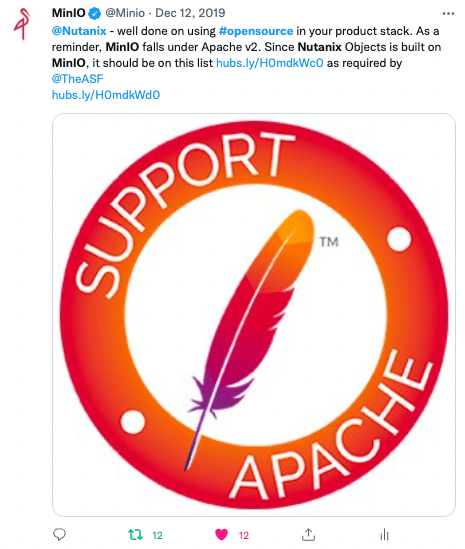 MinIO @Minio · Dec 12, 2019
@Nutanix - well done on using #opensource in your product stack. As a
reminder, MinIO falls under Apache v2. Since Nutanix Objects is built on
MinIO, it should be on this list hubs.ly/H0mdkWc0 as required by
@TheASF
hubs.ly/H0mdkWd0
SUPPORT
TM
APACHE
12
12